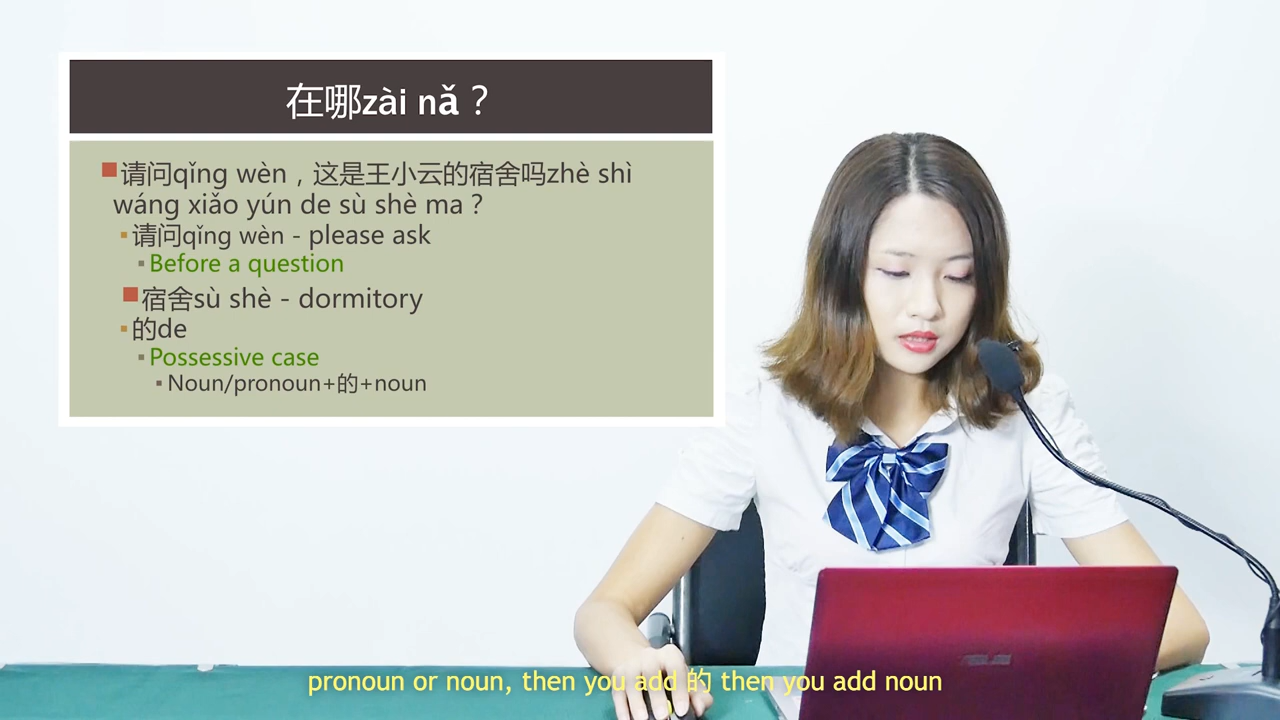 在哪zài nǎ？
请问qǐng wèn，这是王小云的宿舍吗zhè shì
wáng xiǎo yún de sù shè ma？
请问qǐng wèn - please ask
Before a question
宿舍sù shè - dormitory
的de
Possessive case
Noun/pronoun+的+noun
ASUS
pronoun or noun, then you add 的 then you add noun